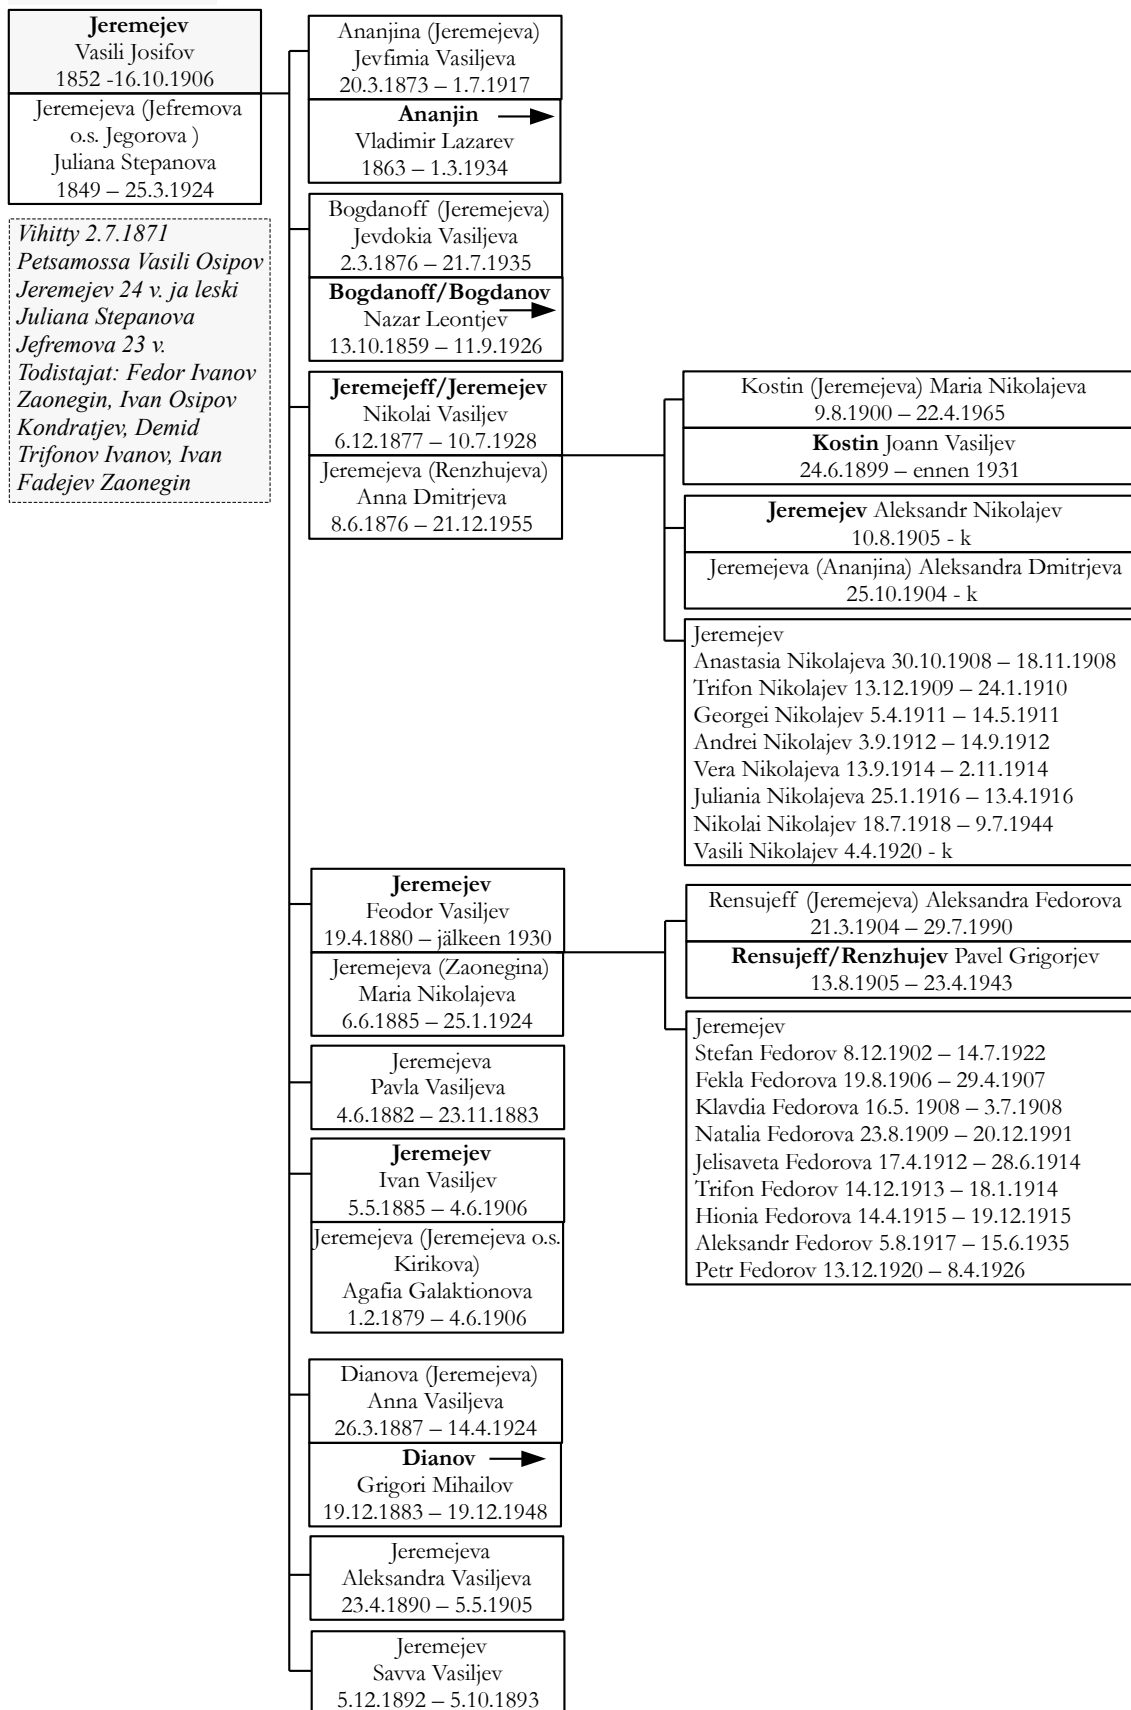 Jeremejev
Vasili Josifov
1852 -16.10.1906
Jeremejeva (Jefremova
o.s. Jegorova )
Juliana Stepanova
1849 – 25.3.1924
Vihitty 2.7.1871
Petsamossa Vasili Osipov
Jeremejev 24 v. ja leski
Juliana Stepanova
Jefremova 23 v.
Todistajat: Fedor Ivanov
Zaonegin, Ivan Osipov
Kondratjev, Demid
Trifonov Ivanov, Ivan
Fadejev Zaonegin
Ananjina (Jeremejeva)
Jevfimia Vasiljeva
20.3.1873 – 1.7.1917
Ananjin
Vladimir Lazarev
1863 – 1.3.1934
Bogdanoff (Jeremejeva)
Jevdokia Vasiljeva
2.3.1876 – 21.7.1935
Bogdanoff/Bogdanov
Nazar Leontjev
13.10.1859 – 11.9.1926
Jeremejeff/Jeremejev
Nikolai Vasiljev
6.12.1877 – 10.7.1928
Jeremejeva (Renzhujeva)
Anna Dmitrjeva
8.6.1876 – 21.12.1955
Kostin (Jeremejeva) Maria Nikolajeva
9.8.1900 – 22.4.1965
Kostin Joann Vasiljev
24.6.1899 – ennen 1931
Jeremejev Aleksandr Nikolajev
10.8.1905 - k
Jeremejeva (Ananjina) Aleksandra Dmitrjeva
25.10.1904 - k
Jeremejev
Anastasia Nikolajeva 30.10.1908 – 18.11.1908
Trifon Nikolajev 13.12.1909 – 24.1.1910
Georgei Nikolajev 5.4.1911 – 14.5.1911
Andrei Nikolajev 3.9.1912 – 14.9.1912
Vera Nikolajeva 13.9.1914 – 2.11.1914
Juliania Nikolajeva 25.1.1916 – 13.4.1916
Nikolai Nikolajev 18.7.1918 – 9.7.1944
Vasili Nikolajev 4.4.1920 - k
Jeremejev
Feodor Vasiljev
19.4.1880 – jälkeen 1930
Jeremejeva (Zaonegina)
Maria Nikolajeva
6.6.1885 – 25.1.1924
Rensujeff (Jeremejeva) Aleksandra Fedorova
21.3.1904 – 29.7.1990
Rensujeff/Renzhujev Pavel Grigorjev
13.8.1905 – 23.4.1943
Jeremejev
Stefan Fedorov 8.12.1902 – 14.7.1922
Fekla Fedorova 19.8.1906 – 29.4.1907
Klavdia Fedorova 16.5. 1908 – 3.7.1908
Natalia Fedorova 23.8.1909 – 20.12.1991
Jelisaveta Fedorova 17.4.1912 – 28.6.1914
Trifon Fedorov 14.12.1913 – 18.1.1914
Hionia Fedorova 14.4.1915 – 19.12.1915
Aleksandr Fedorov 5.8.1917 – 15.6.1935
Petr Fedorov 13.12.1920 – 8.4.1926
Jeremejeva
Pavla Vasiljeva
4.6.1882 – 23.11.1883
Jeremejev
Ivan Vasiljev
5.5.1885 – 4.6.1906
Jeremejeva (Jeremejeva o.s.
Kirikova)
Agafia Galaktionova
1.2.1879 – 4.6.1906
Dianova (Jeremejeva)
Anna Vasiljeva
26.3.1887 – 14.4.1924
Dianov
Grigori Mihailov
19.12.1883 – 19.12.1948
Jeremejeva
Aleksandra Vasiljeva
23.4.1890 – 5.5.1905
Jeremejev
Savva Vasiljev
5.12.1892 – 5.10.1893